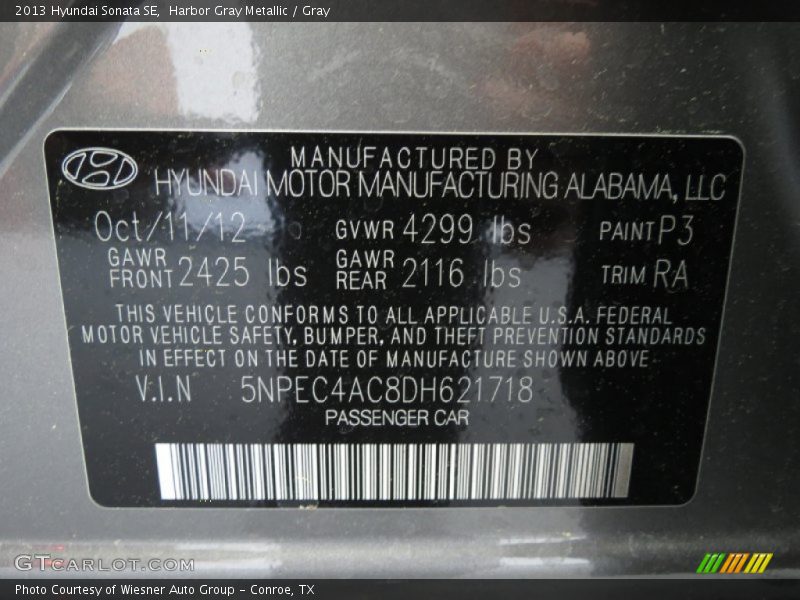 2013 Hyundai Sonata SE,  Harbor Gray Metallic / Gray
MANUFACTURED BY
HYUNDAI MOTOR MANUFACTURING ALABAMA, LLC
Oct/11/12 GVWR 4299 lbs PAINT P3
GAWR FRONT 2425 lbs GAWR REAR 2116 lbs TRIM RA
THIS VEHICLE CONFORMS TO ALL APPLICABLE U.S.A. FEDERAL
MOTOR VEHICLE SAFETY, BUMPER, AND THEFT PREVENTION STANDARDS
IN EFFECT ON THE DATE OF MANUFACTURE SHOWN ABOVE
V.I.N 5NPEC4AC8DH621718
PASSENGER CAR
GTCARLOT.COM
Photo Courtesy of Wiesner Auto Group - Conroe, TX